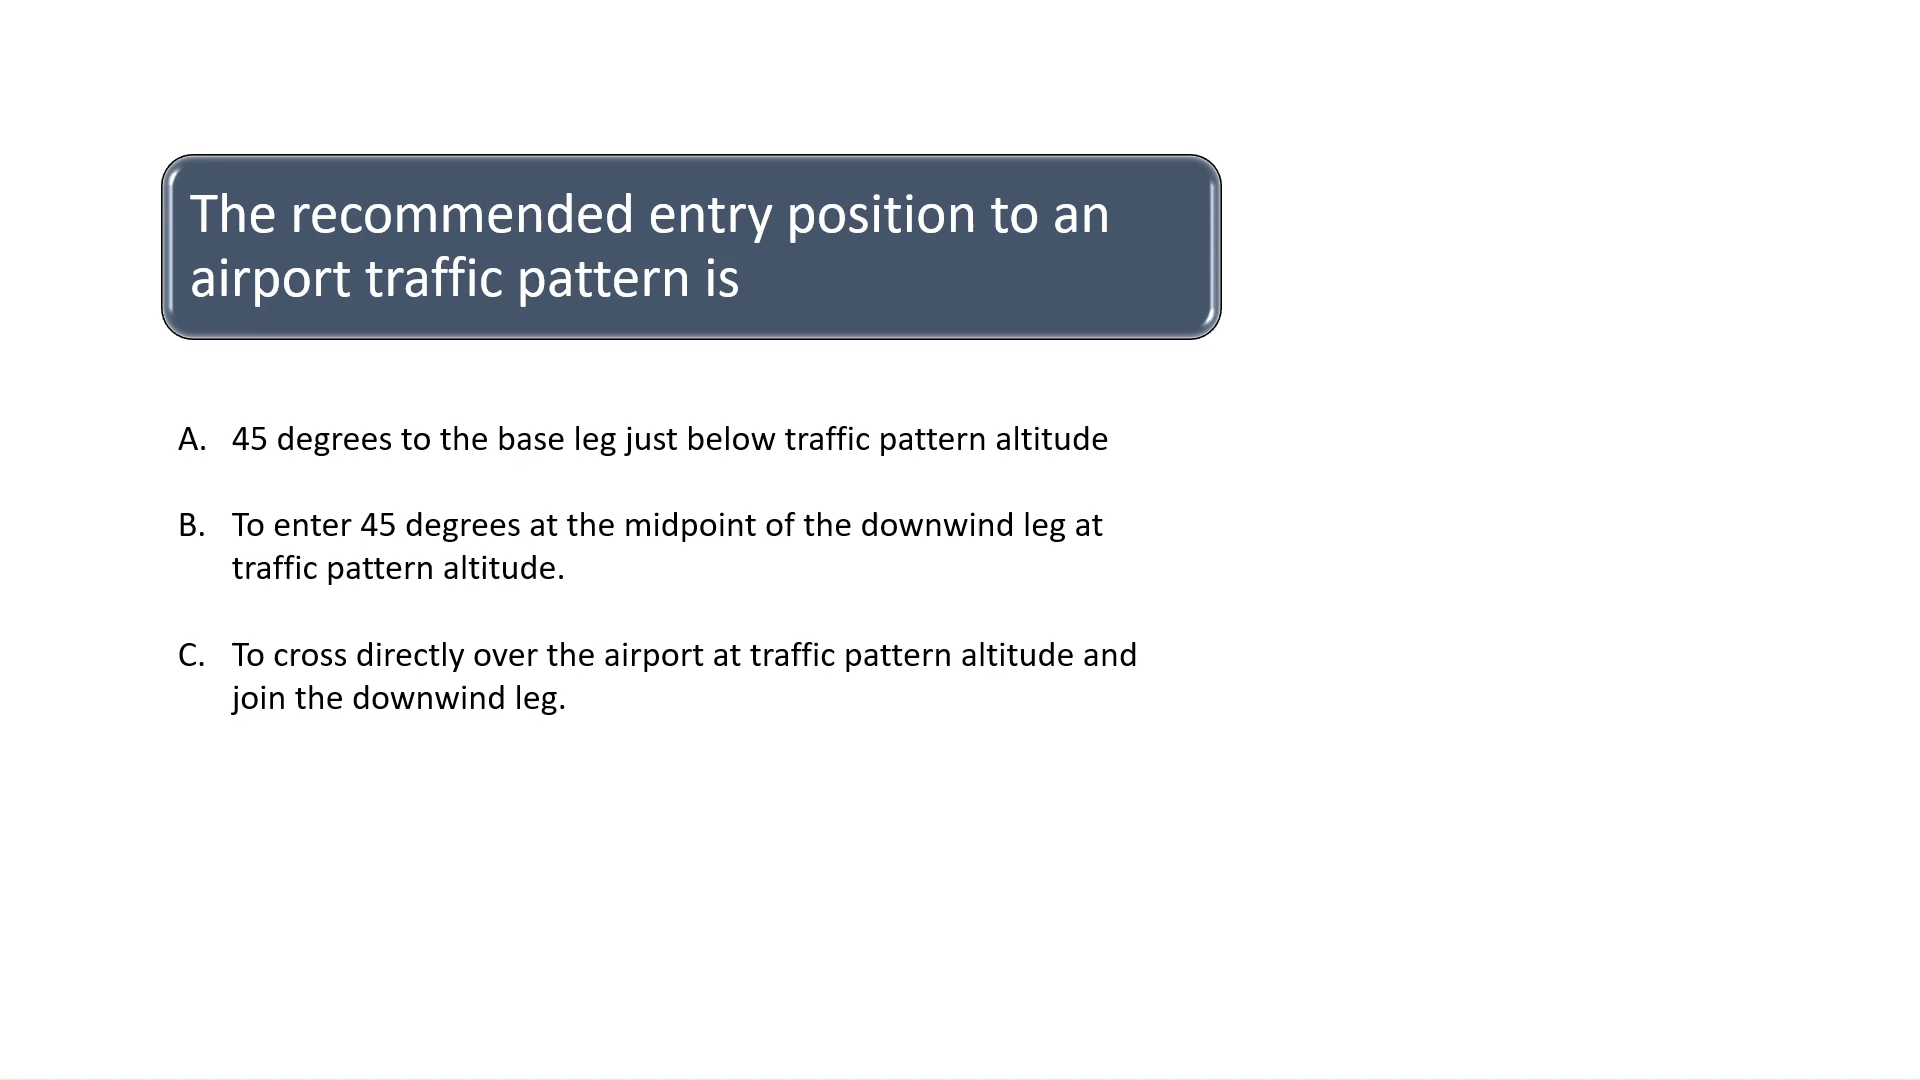 The recommended entry position to an
airport traffic pattern is
A. 45 degrees to the base leg just below traffic pattern altitude
B. To enter 45 degrees at the midpoint of the downwind leg at
traffic pattern altitude.
C. To cross directly over the airport at traffic pattern altitude and
join the downwind leg.